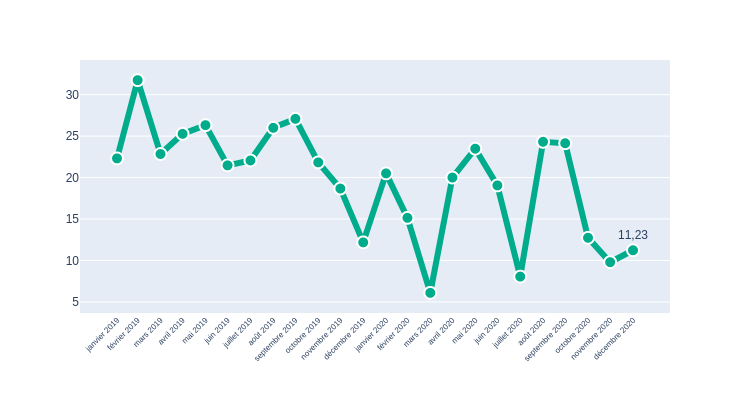 30
25
20
15
10
5
11,23
janvier 2019
février 2019
mars 2019
avril 2019
mai 2019
juin 2019
juillet 2019
août 2019
septembre 2019
octobre 2019
novembre 2019
décembre 2019
janvier 2020
février 2020
mars 2020
avril 2020
mai 2020
juin 2020
juillet 2020
août 2020
septembre 2020
octobre 2020
novembre 2020
décembre 2020